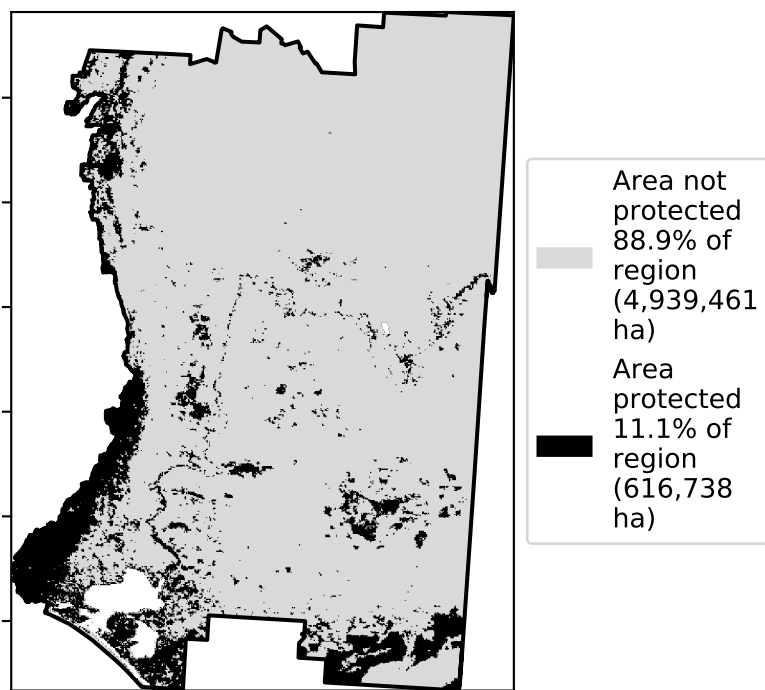 Area not
protected
88.9% of
region
(4,939,461
ha)
Area
protected
11.1% of
region
(616,738
ha)